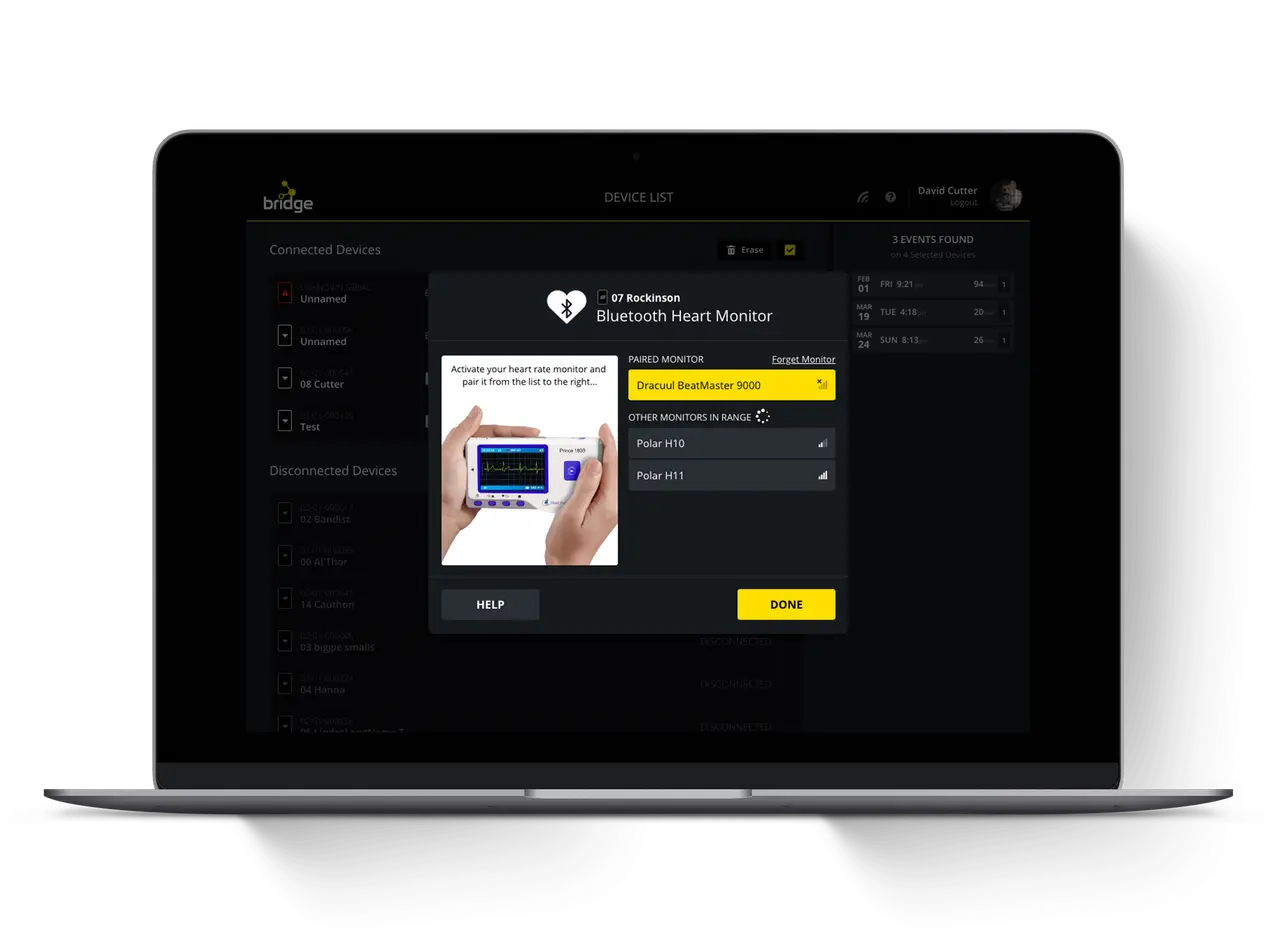 bridge
DEVICE LIST
David Cutter
Logout
Connected Devices
Erase
3 EVENTS FOUND
on 4 Selected Devices
Unnamed
Unnamed
08 Cutter
Test
FEB 01 FRI 9:21 94 1
MAR 19 TUE 4:18 20 1
MAR 24 SUN 8:13 26 1
07 Rockinson
Bluetooth Heart Monitor
Activate your heart rate monitor and
pair it from the list to the right...
Prince 180B
PAIRED MONITOR
Forget Monitor
Dracuul BeatMaster 9000
OTHER MONITORS IN RANGE
Polar H10
Polar H11
HELP
DONE
Disconnected Devices
02 Bandist
00 Al'Thor
14 Cauthon
03 biggie smalls
DISCONNECTED
04 Hanna
DISCONNECTED
DISCONNECTED